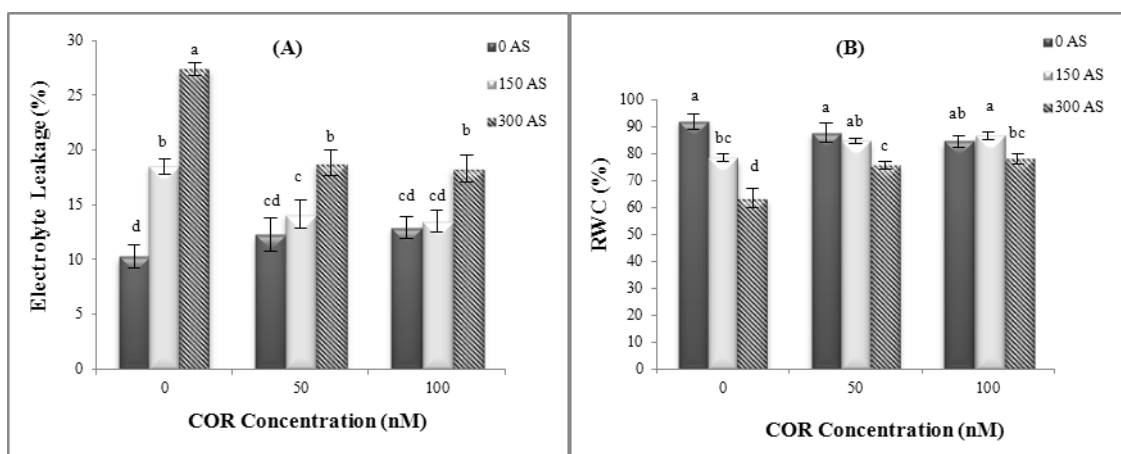 (A)
0 AS
150 AS
300 AS
Electrolyte Leakage (%)
30
25
20
15
10
5
0
d
b
a
cd
c
b
cd
cd
b
0
50
100
COR Concentration (nM)
(B)
0 AS
150 AS
300 AS
RWC (%)
100
90
80
70
60
50
40
30
20
10
0
a
bc
d
a
ab
c
ab
a
bc
0
50
100
COR Concentration (nM)